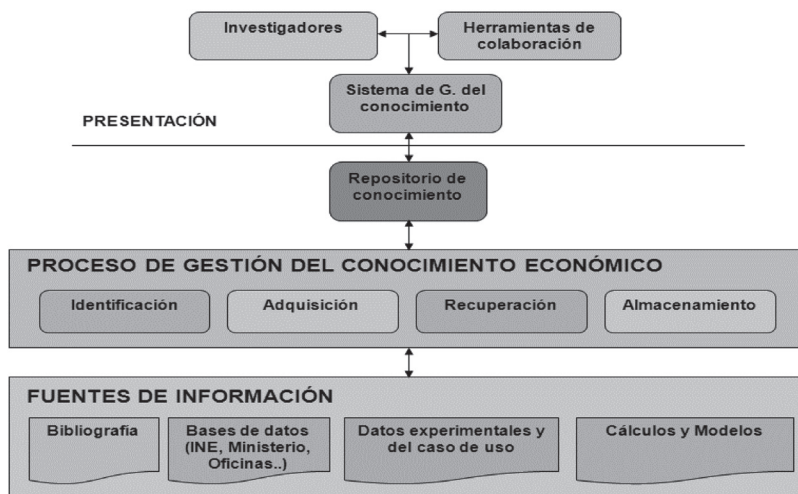 Investigadores
Herramientas de
colaboración
Sistema de G. del
conocimiento
PRESENTACIÓN
Repositorio de
conocimiento
PROCESO DE GESTIÓN DEL CONOCIMIENTO ECONÓMICO
Identificación
Adquisición
Recuperación
Almacenamiento
FUENTES DE INFORMACIÓN
Bibliografía
Bases de datos
(INE, Ministerio,
Oficinas..)
Datos experimentales y
del caso de uso
Cálculos y Modelos